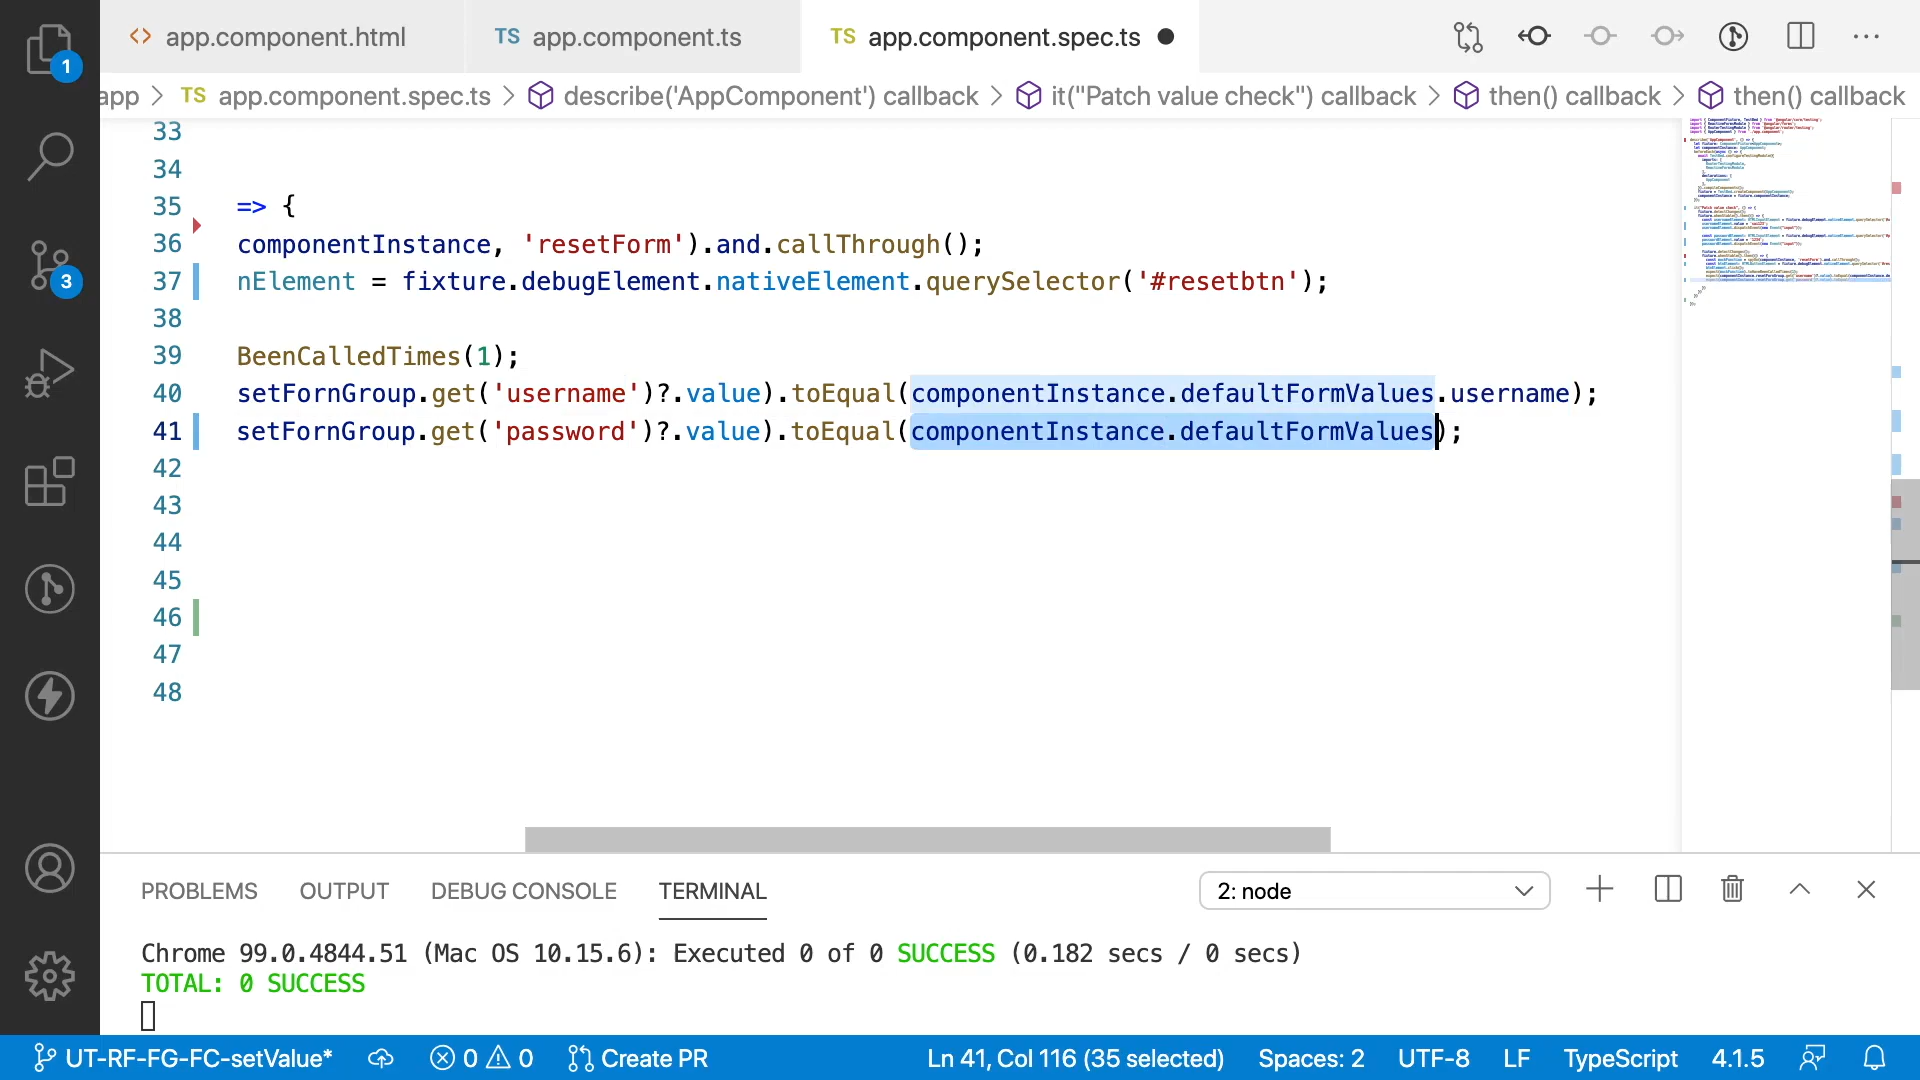 <> app.component.html TS app.component.ts TS app.component.spec.ts
app > TS app.component.spec.ts > describe('AppComponent') callback > it("Patch value check") callback > then() callback > then() callback
33
34
35 => {
36 componentInstance, 'resetForm').and.callThrough();
37 nElement = fixture.debugElement.nativeElement.querySelector('#resetbtn');
38
39 BeenCalledTimes(1);
40 setFornGroup.get('username')?.value).toEqual(componentInstance.defaultFormValues.username);
41 setFornGroup.get('password')?.value).toEqual(componentInstance.defaultFormValues);
42
43
44
45
46
47
48
1
3
PROBLEMS OUTPUT DEBUG CONSOLE TERMINAL 2: node
Chrome 99.0.4844.51 (Mac OS 10.15.6): Executed 0 of 0 SUCCESS (0.182 secs / 0 secs)
TOTAL: 0 SUCCESS
UT-RF-FG-FC-setValue* 0 0 Create PR Ln 41, Col 116 (35 selected) Spaces: 2 UTF-8 LF TypeScript 4.1.5